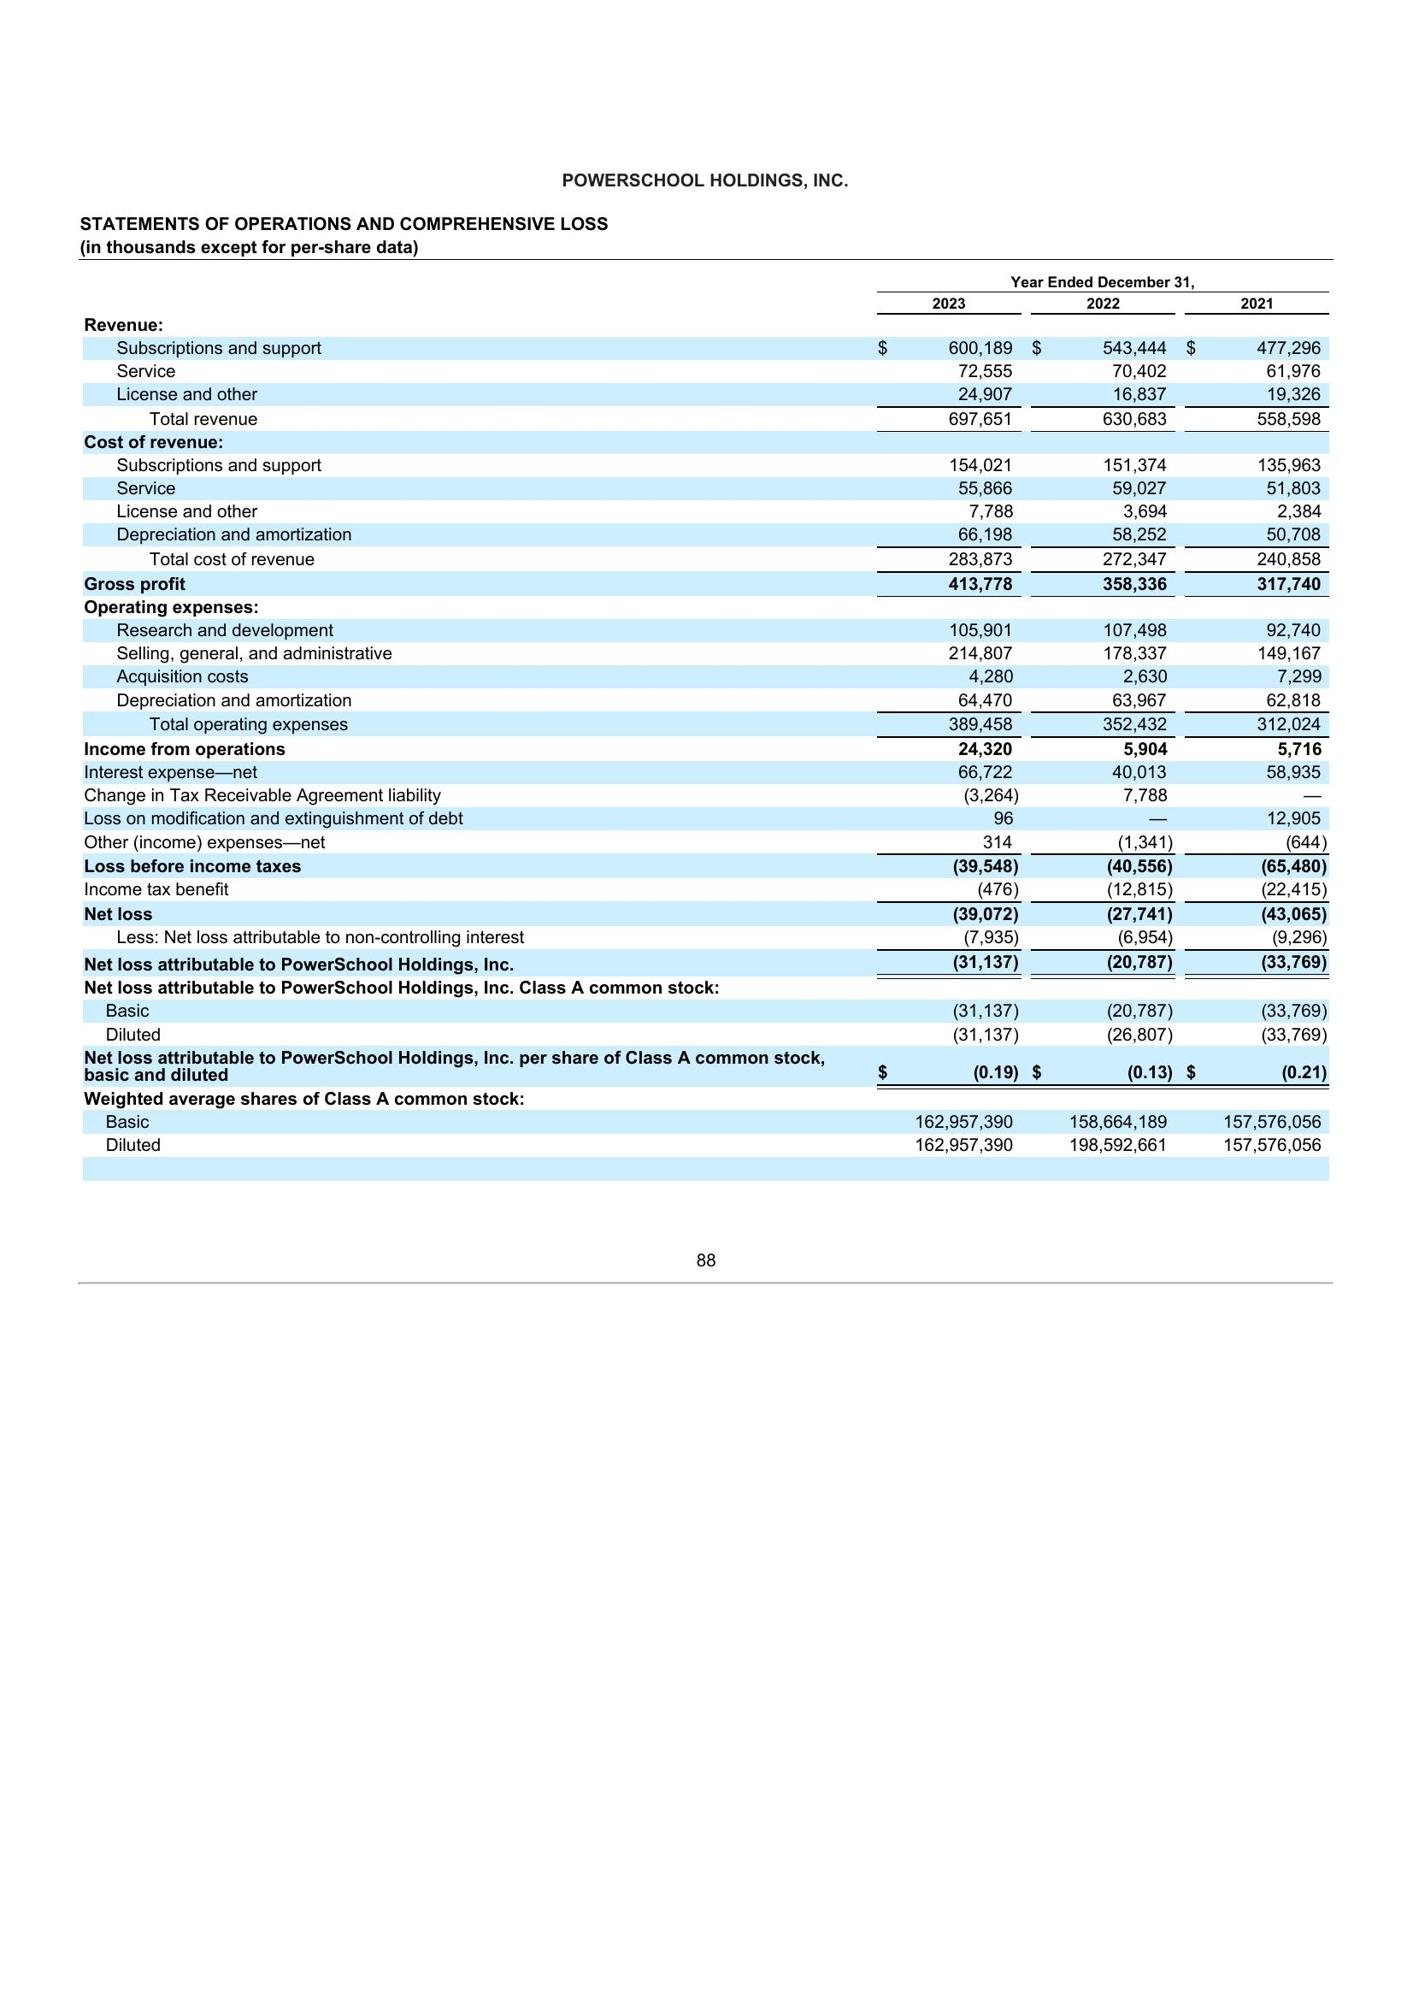 POWERSCHOOL HOLDINGS, INC.
STATEMENTS OF OPERATIONS AND COMPREHENSIVE LOSS
(in thousands except for per-share data)
Year Ended December 31,
2023 2022 2021
Revenue:
Subscriptions and support $ 600,189 $ 543,444 $ 477,296
Service 72,555 70,402 61,976
License and other 24,907 16,837 19,326
Total revenue 697,651 630,683 558,598
Cost of revenue:
Subscriptions and support 154,021 151,374 135,963
Service 55,866 59,027 51,803
License and other 7,788 3,694 2,384
Depreciation and amortization 66,198 58,252 50,708
Total cost of revenue 283,873 272,347 240,858
Gross profit 413,778 358,336 317,740
Operating expenses:
Research and development 105,901 107,498 92,740
Selling, general, and administrative 214,807 178,337 149,167
Acquisition costs 4,280 2,630 7,299
Depreciation and amortization 64,470 63,967 62,818
Total operating expenses 389,458 352,432 312,024
Income from operations 24,320 5,904 5,716
Interest expense—net 66,722 40,013 58,935
Change in Tax Receivable Agreement liability (3,264) 7,788 —
Loss on modification and extinguishment of debt 96 — 12,905
Other (income) expenses—net 314 (1,341) (644)
Loss before income taxes (39,548) (40,556) (65,480)
Income tax benefit (476) (12,815) (22,415)
Net loss (39,072) (27,741) (43,065)
Less: Net loss attributable to non-controlling interest (7,935) (6,954) (9,296)
Net loss attributable to PowerSchool Holdings, Inc. (31,137) (20,787) (33,769)
Net loss attributable to PowerSchool Holdings, Inc. Class A common stock:
Basic (31,137) (20,787) (33,769)
Diluted (31,137) (26,807) (33,769)
Net loss attributable to PowerSchool Holdings, Inc. per share of Class A common stock,
basic and diluted $ (0.19) $ (0.13) $ (0.21)
Weighted average shares of Class A common stock:
Basic 162,957,390 158,664,189 157,576,056
Diluted 162,957,390 198,592,661 157,576,056
88